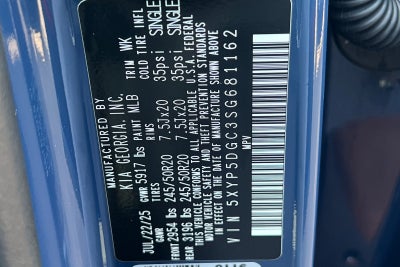 MANUFACTURED BY
KIA GEORGIA, INC.
JUL/22/25 5917 lbs PAINT MLB TRIM WK
GAWR TIRES RIMS COLD TIRE INFL
FRONT 2954 lbs 245/50R20 7.5Jx20 35psi SINGLE
REAR 3196 lbs 245/50R20 7.5Jx20 35psi SINGLE
THIS VEHICLE CONFORMS TO ALL APPLICABLE U.S.A. FEDERAL
MOTOR VEHICLE SAFETY AND THEFT PREVENTION STANDARDS
IN EFFECT ON THE DATE OF MANUFACTURE SHOWN ABOVE.
MPV
VIN 5XYP5DGC3SG681162